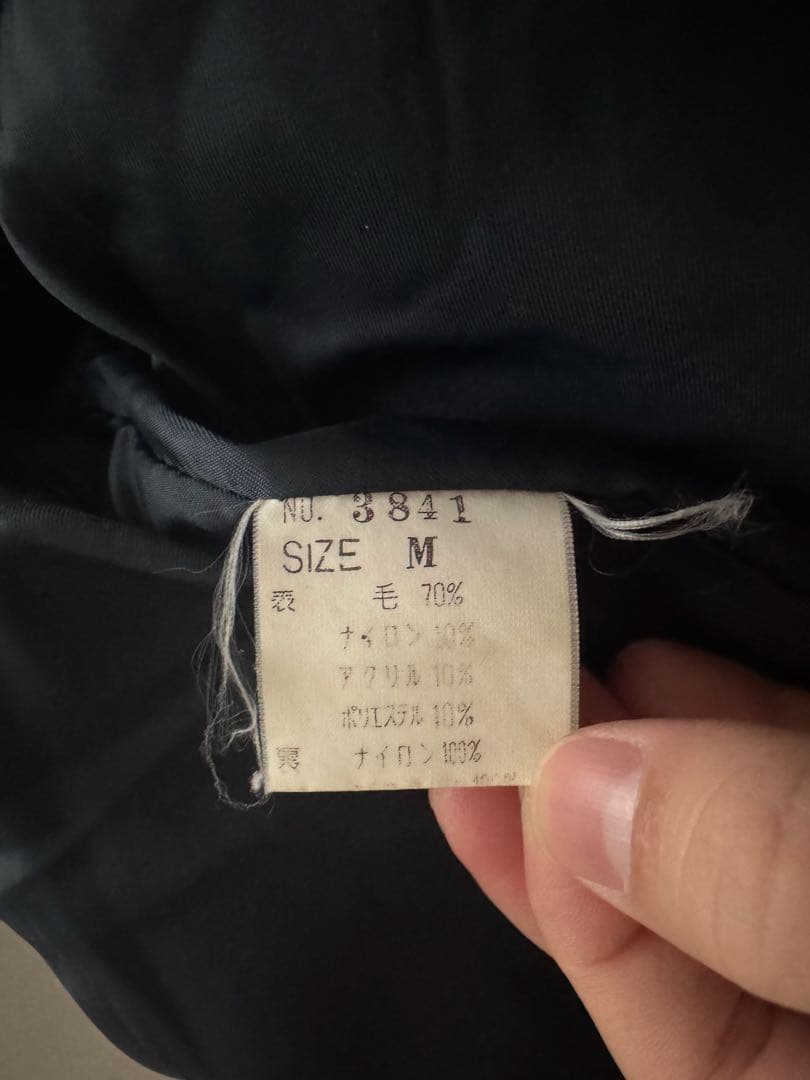 NO. 3841
SIZE M
表 毛 70%
ナイロン 10%
アクリル 10%
ポリエステル 10%
裏 ナイロン 100%